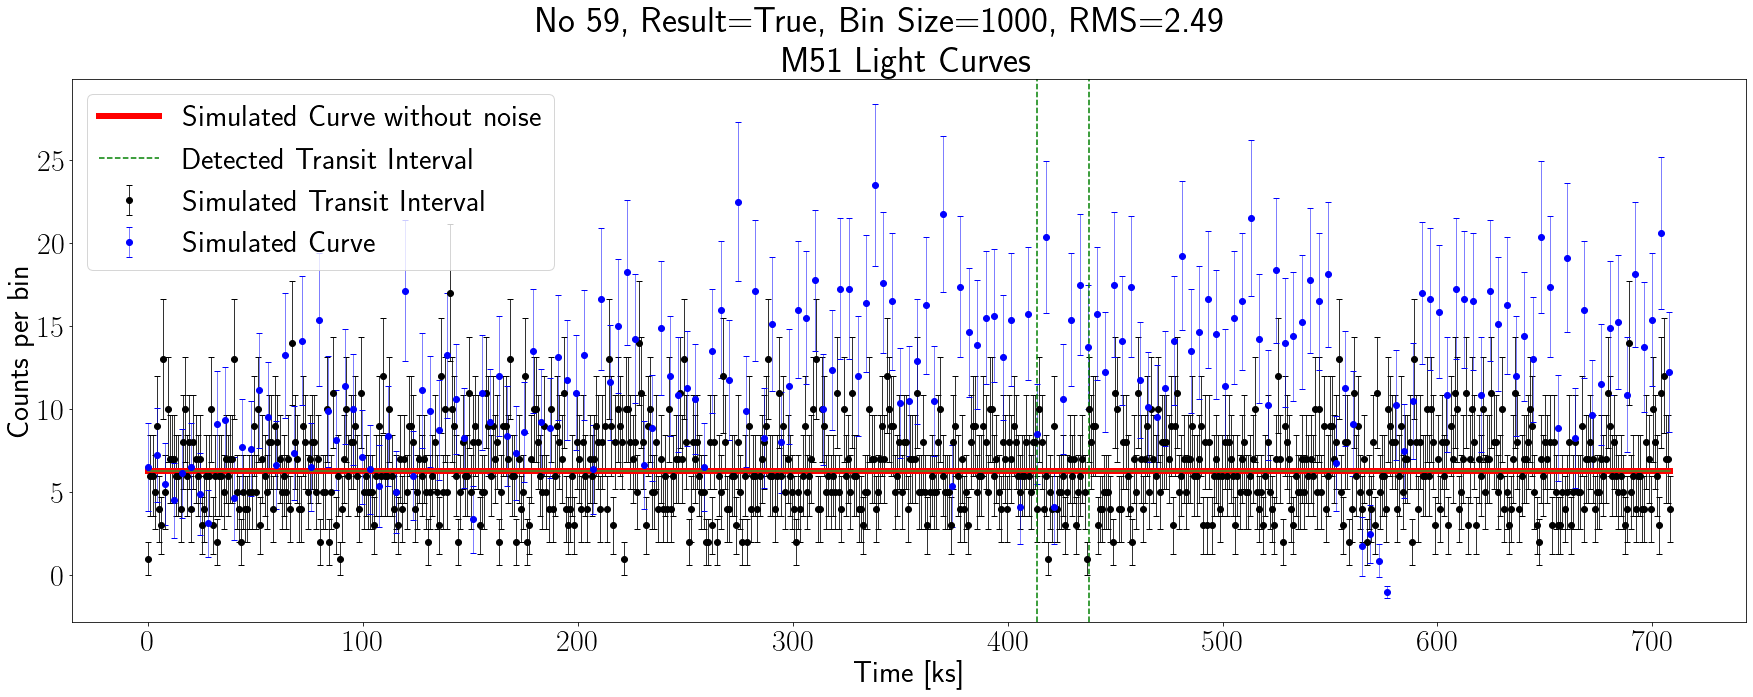 No 59, Result=True, Bin Size=1000, RMS=2.49
M51 Light Curves
Simulated Curve without noise
Detected Transit Interval
Simulated Transit Interval
Simulated Curve
Counts per bin
25
20
15
10
5
0
0 100 200 300 400 500 600 700
Time [ks]